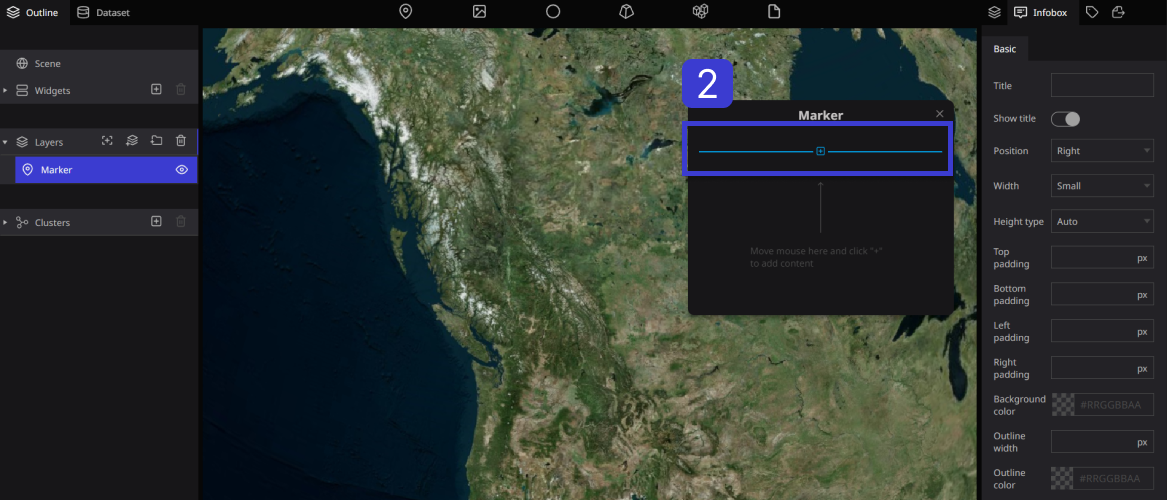 Outline
Dataset
Infobox
Scene
Widgets
Layers
Marker
Clusters
2
Marker
Move mouse here and click "+"
to add content
Basic
Title
Show title
Position
Right
Width
Small
Height type
Auto
Top
padding
px
Bottom
padding
px
Left
padding
px
Right
padding
px
Background
color
#RRGGBBAA
Outline
width
px
Outline
color
#RRGGBBAA